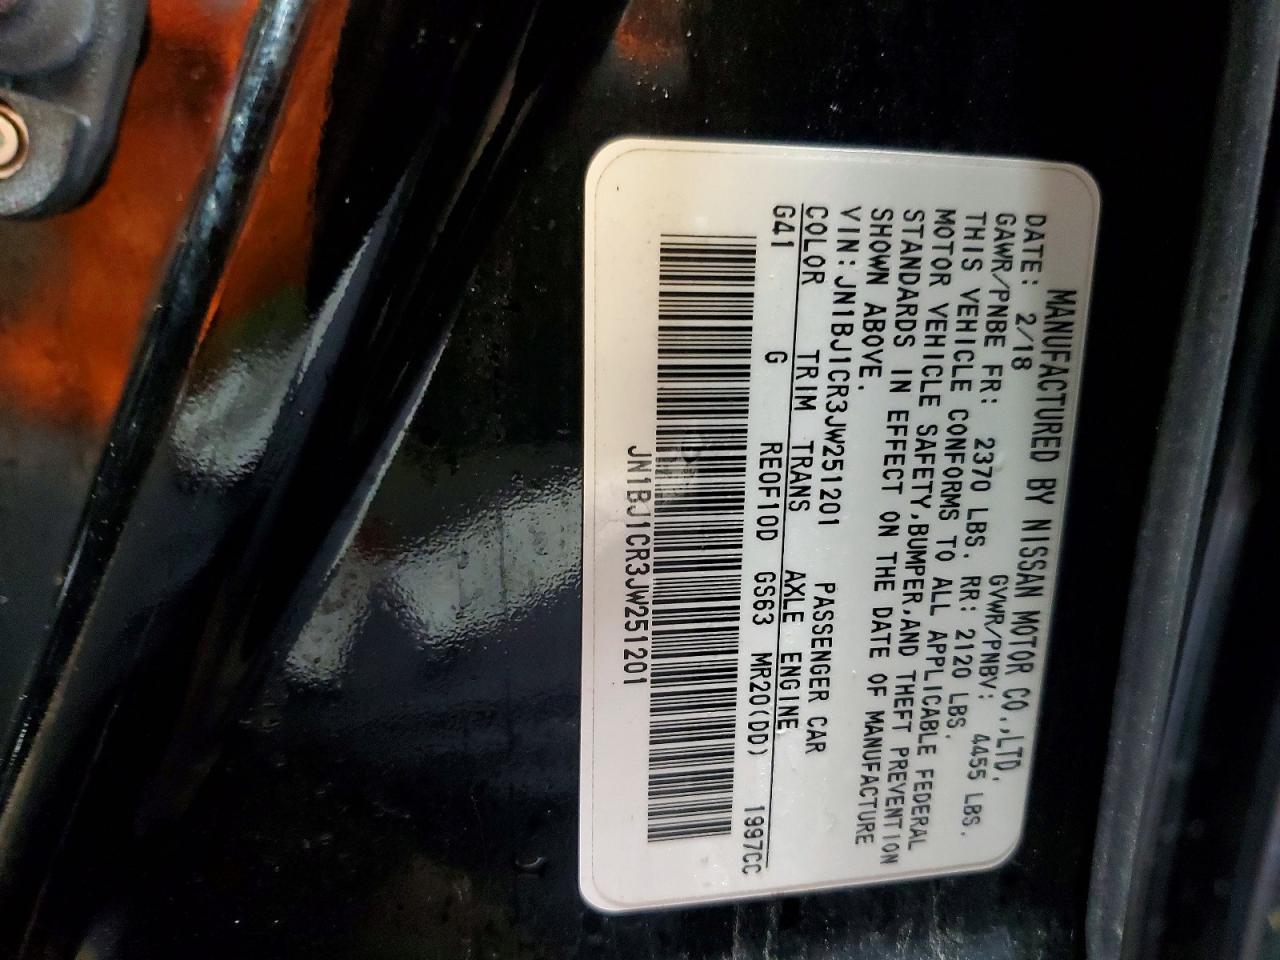 MANUFACTURED BY NISSAN MOTOR CO.,LTD.
DATE: 2/18 GVWR/PNBV: 4455 LBS.
GAWR/PNBE FR: 2370 LBS. RR: 2120 LBS.
THIS VEHICLE CONFORMS TO ALL APPLICABLE FEDERAL
MOTOR VEHICLE SAFETY,BUMPER,AND THEFT PREVENTION
STANDARDS IN EFFECT ON THE DATE OF MANUFACTURE
SHOWN ABOVE.
VIN:JN1BJ1CR3JW251201 PASSENGER CAR
COLOR TRIM TRANS AXLE ENGINE
G41 G RE0F10D GS63 MR20(DD) 1997CC
JN1BJ1CR3JW251201